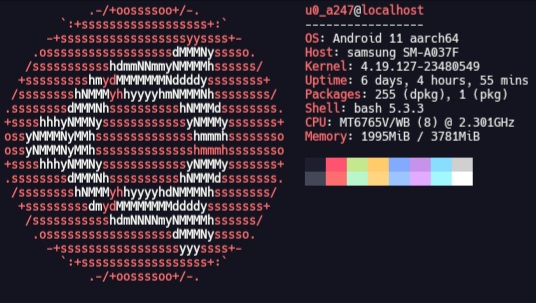 .-/+oossssoo+/-.
`:+ssssssssssssssssss+:`
-+ssssssssssssssssssyyssss+-
.ossssssssssssssssssdMMMNysssso.
/ssssssssssshdmmNNmmyNMMMMhssssss/
+ssssssssshmydMMMMMMMNddddyssssssss+
/sssssssshNMMMyhhyyyyhmNMMMNhssssssss/
.ssssssssdMMMNhsssssssssshNMMMdssssssss.
+sssshhhyNMMNyssssssssssssyNMMMysssssss+
ossyNMMMNyMMhsssssssssssssshmmmhssssssso
ossyNMMMNyMMhsssssssssssssshmmmhssssssso
+sssshhhyNMMNyssssssssssssyNMMMysssssss+
.ssssssssdMMMNhsssssssssshNMMMdssssssss.
/sssssssshNMMMyhhyyyyhdNMMMNhssssssss/
+sssssssssdmydMMMMMMMMddddyssssssss+
/ssssssssssshdmNNNNmyNMMMMhssssss/
.ossssssssssssssssssdMMMNysssso.
-+sssssssssssssssssyyyssss+-
`:+ssssssssssssssssss+:`
.-/+oossssoo+/-.
u0_a247@localhost
-----------------
OS: Android 11 aarch64
Host: samsung SM-A037F
Kernel: 4.19.127-23480549
Uptime: 6 days, 4 hours, 55 mins
Packages: 255 (dpkg), 1 (pkg)
Shell: bash 5.3.3
CPU: MT6765V/WB (8) @ 2.301GHz
Memory: 1995MiB / 3781MiB